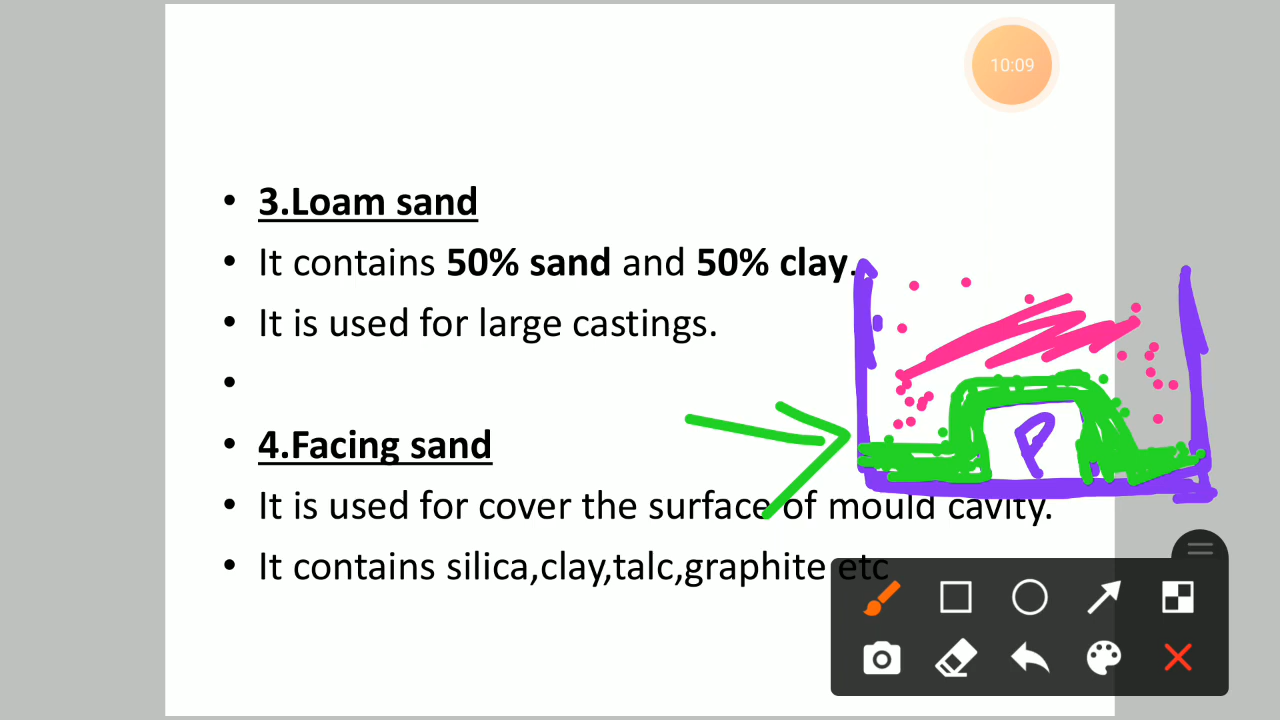 10:09
• 3.Loam sand
• It contains 50% sand and 50% clay.
• It is used for large castings.
•
• 4.Facing sand
• It is used for cover the surface of mould cavity.
• It contains silica,clay,talc,graphite etc
P